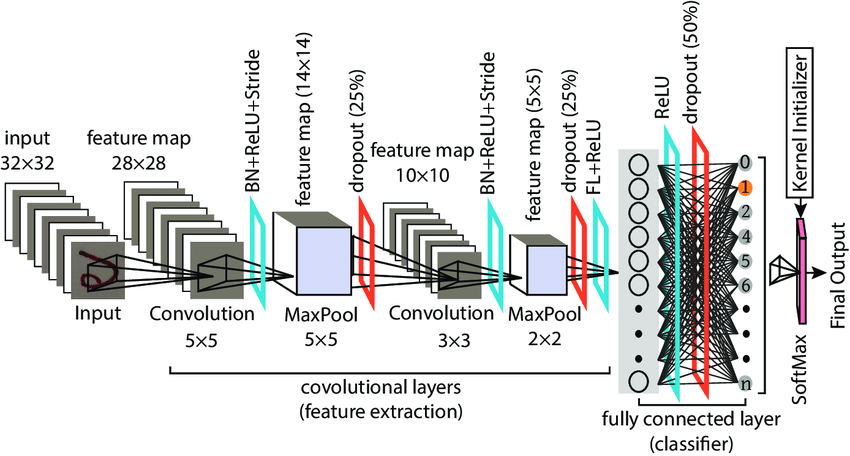 input
32×32
feature map
28×28
BN+ReLU+Stride
feature map (14×14)
dropout (25%)
feature map
10×10
BN+ReLU+Stride
feature map (5×5)
dropout (25%)
FL+ReLU
ReLU
dropout (50%)
Kernel Initializer
0
1
2
4
5
6
n
Input
Convolution
5×5
MaxPool
5×5
Convolution
3×3
MaxPool
2×2
SoftMax
Final Output
covolutional layers
(feature extraction)
fully connected layer
(classifier)